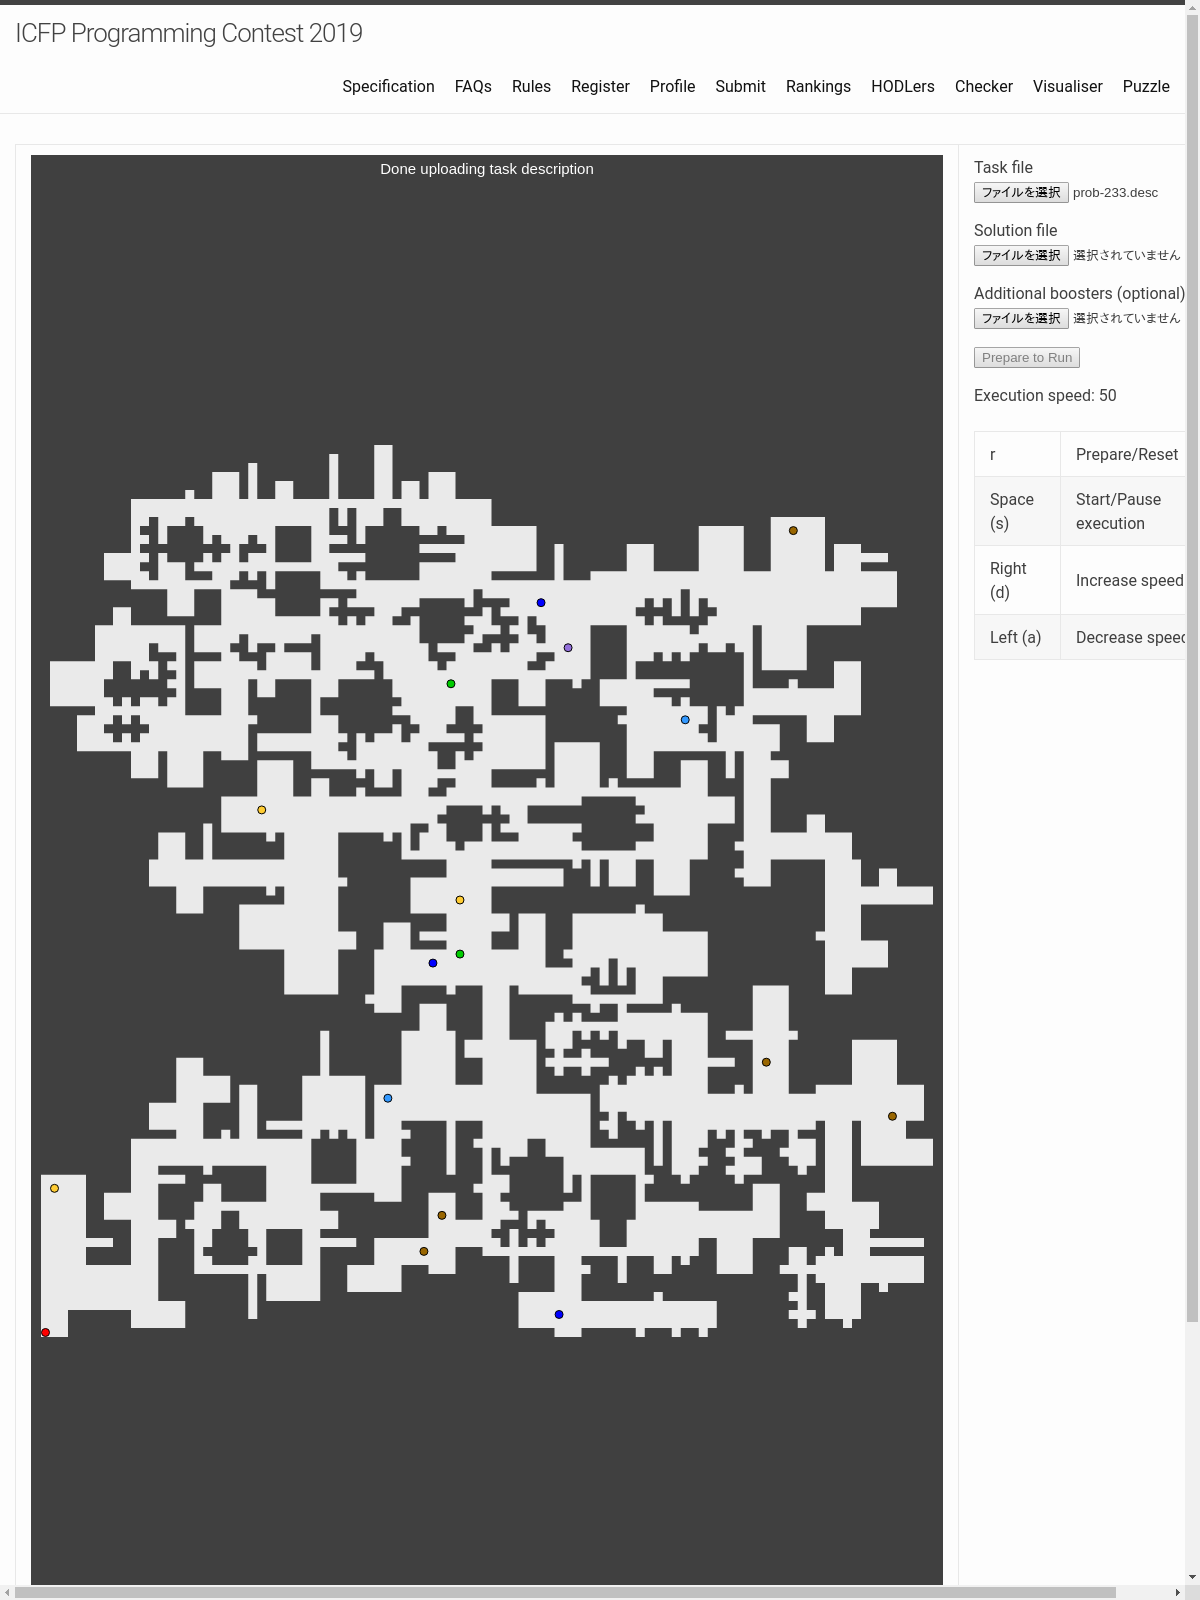 ICFP Programming Contest 2019
Specification FAQs Rules Register Profile Submit Rankings HODLers Checker Visualiser Puzzle
Done uploading task description
Task file
ファイルを選択 prob-233.desc
Solution file
ファイルを選択 選択されていません
Additional boosters (optional)
ファイルを選択 選択されていません
Prepare to Run
Execution speed: 50
r Prepare/Reset
Space (s) Start/Pause execution
Right (d) Increase speed
Left (a) Decrease speed